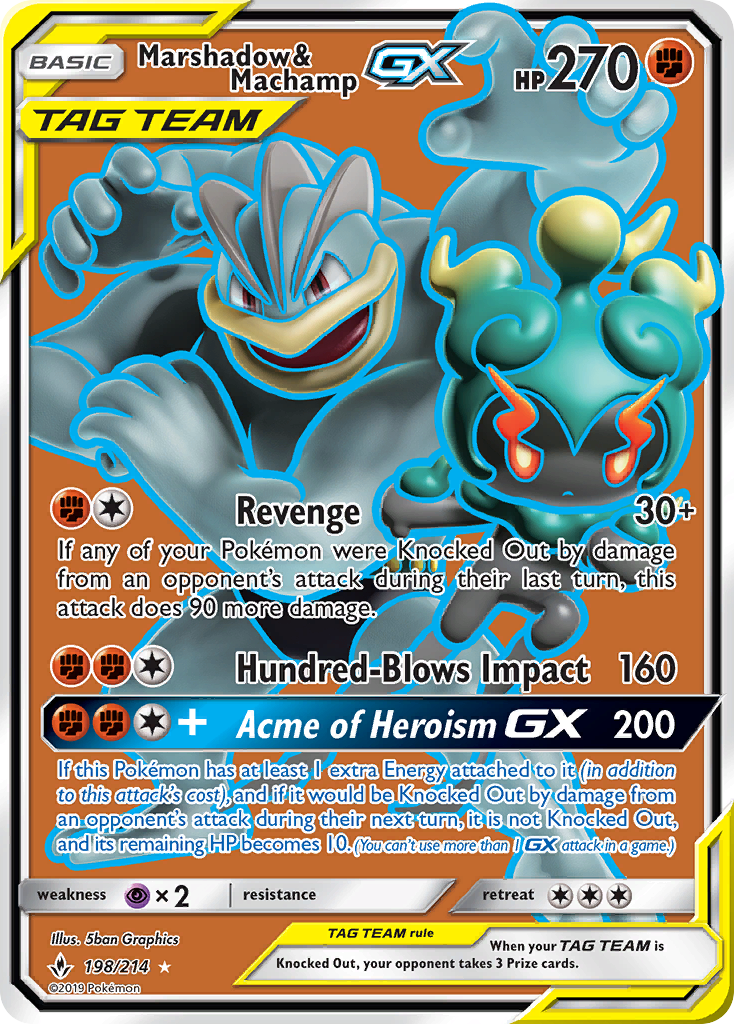 BASIC
Marshadow&
Machamp GX
HP270
TAG TEAM
Revenge 30+
If any of your Pokémon were Knocked Out by damage
from an opponent's attack during their last turn, this
attack does 90 more damage.
Hundred-Blows Impact 160
+ Acme of Heroism GX 200
If this Pokémon has at least 1 extra Energy attached to it (in addition
to this attack's cost), and if it would be Knocked Out by damage from
an opponent's attack during their next turn, it is not Knocked Out,
and its remaining HP becomes 10. (You can't use more than 1 GX attack in a game.)
weakness ×2 resistance retreat
Illus. 5ban Graphics
198/214
©2019 Pokémon
TAG TEAM rule
When your TAG TEAM is
Knocked Out, your opponent takes 3 Prize cards.